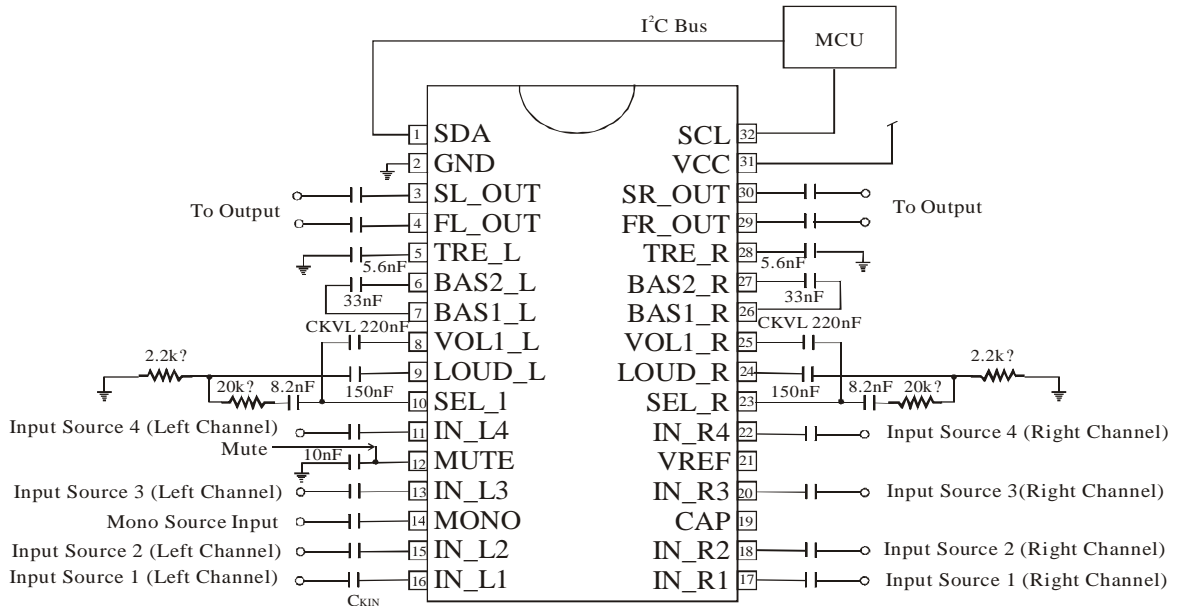 I²C Bus
MCU
1 SDA
SCL 32
2 GND
VCC 31
3 SL_OUT
SR_OUT 30
To Output
To Output
4 FL_OUT
FR_OUT 29
5 TRE_L
TRE_R 28
5.6nF
5.6nF
6 BAS2_L
BAS2_R 27
33nF
33nF
7 BAS1_L
BAS1_R 26
CKVL 220nF
CKVL 220nF
8 VOL1_L
VOL1_R 25
2.2k?
2.2k?
9 LOUD_L
LOUD_R 24
20k? 8.2nF 150nF
150nF 8.2nF 20k?
10 SEL_1
SEL_R 23
Input Source 4 (Left Channel)
11 IN_L4
IN_R4 22
Input Source 4 (Right Channel)
Mute
10nF
12 MUTE
VREF 21
Input Source 3 (Left Channel)
13 IN_L3
IN_R3 20
Input Source 3(Right Channel)
Mono Source Input
14 MONO
CAP 19
Input Source 2 (Left Channel)
15 IN_L2
IN_R2 18
Input Source 2 (Right Channel)
Input Source 1 (Left Channel)
16 IN_L1
IN_R1 17
Input Source 1 (Right Channel)
CKIN